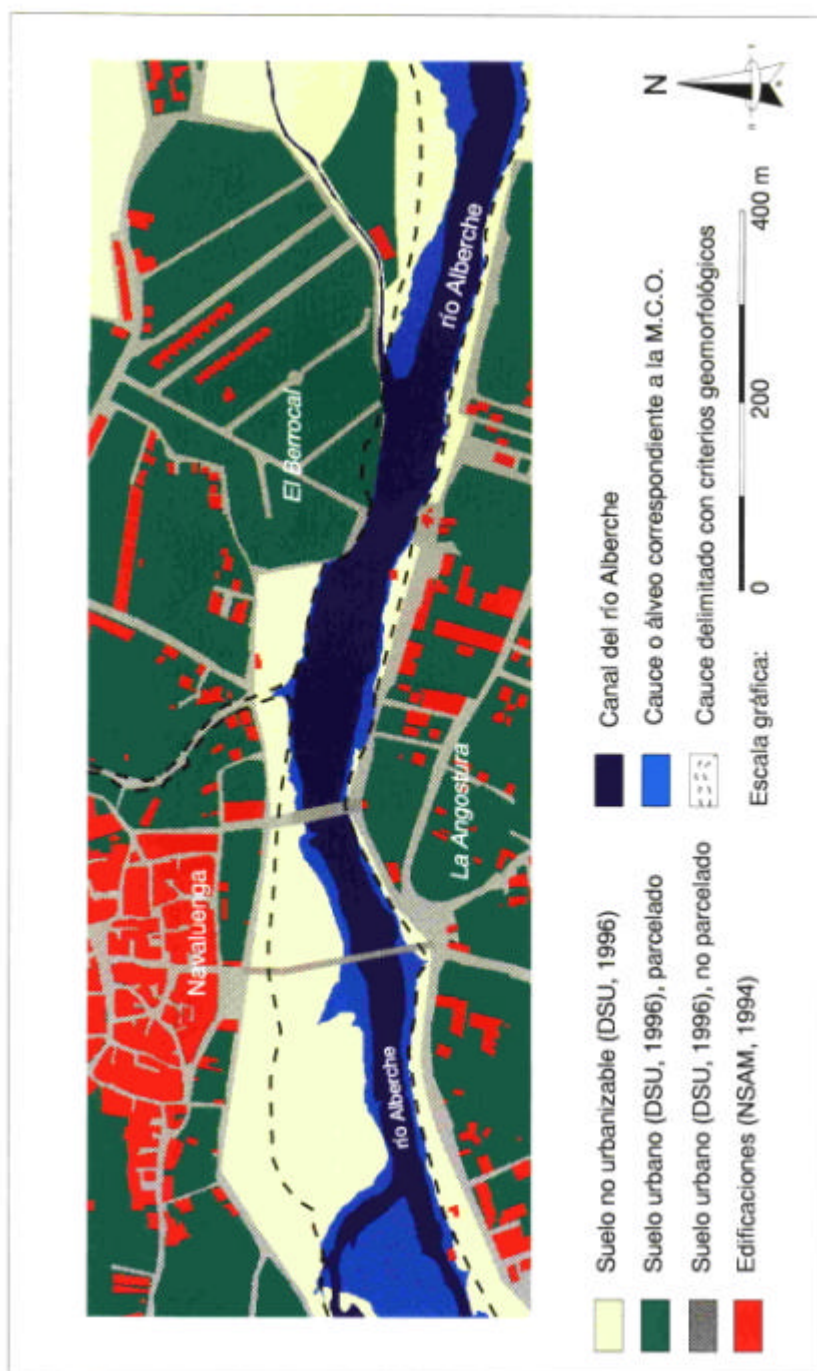 Navaluenga
El Berrocal
río Alberche
La Angostura
río Alberche
Suelo no urbanizable (DSU, 1996)
Suelo urbano (DSU, 1996), parcelado
Suelo urbano (DSU, 1996), no parcelado
Edificaciones (NSAM, 1994)
Canal del río Alberche
Cauce o álveo correspondiente a la M.C.O.
Cauce delimitado con criterios geomorfológicos
Escala gráfica:
0 200 400 m
N